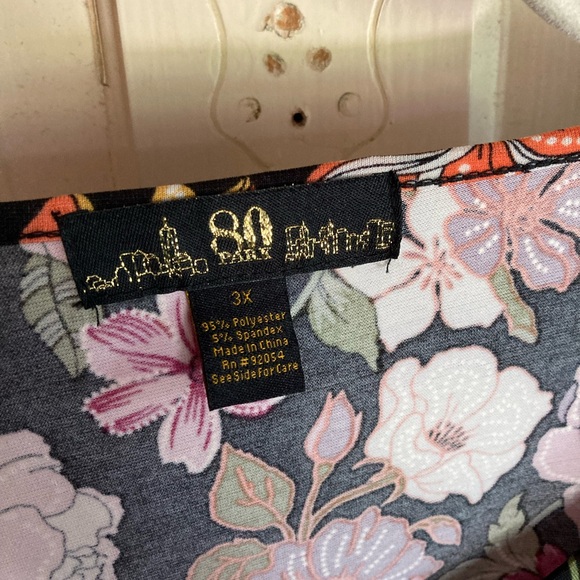 80
PARK
3X
95% Polyester
5% Spandex
Made In China
Rn # 92054
See Side For Care